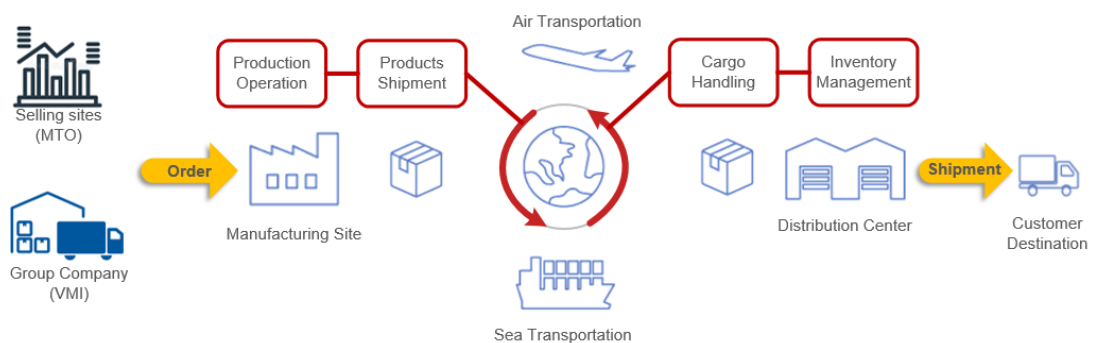 Air Transportation
Production
Operation
Products
Shipment
Cargo
Handling
Inventory
Management
Selling sites
(MTO)
Order
Shipment
Manufacturing Site
Distribution Center
Customer
Destination
Group Company
(VMI)
Sea Transportation